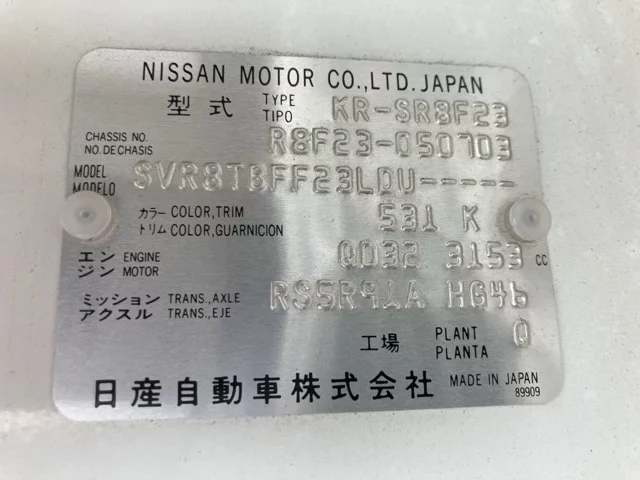 NISSAN MOTOR CO.,LTD. JAPAN
型式 TYPE TIPO KR-SR8F23
CHASSIS NO. NO. DE CHASIS R8F23-050703
MODEL MODELO SVR8TBFF23LDU-----
カラー COLOR,TRIM 531 K
トリム COLOR,GUARNICION
エンジン ENGINE MOTOR QD32 3153 cc
ミッション TRANS.,AXLE RS5R91A HG46
アクスル TRANS.,EJE
工場 PLANT PLANTA Q
日産自動車株式会社 MADE IN JAPAN
89909